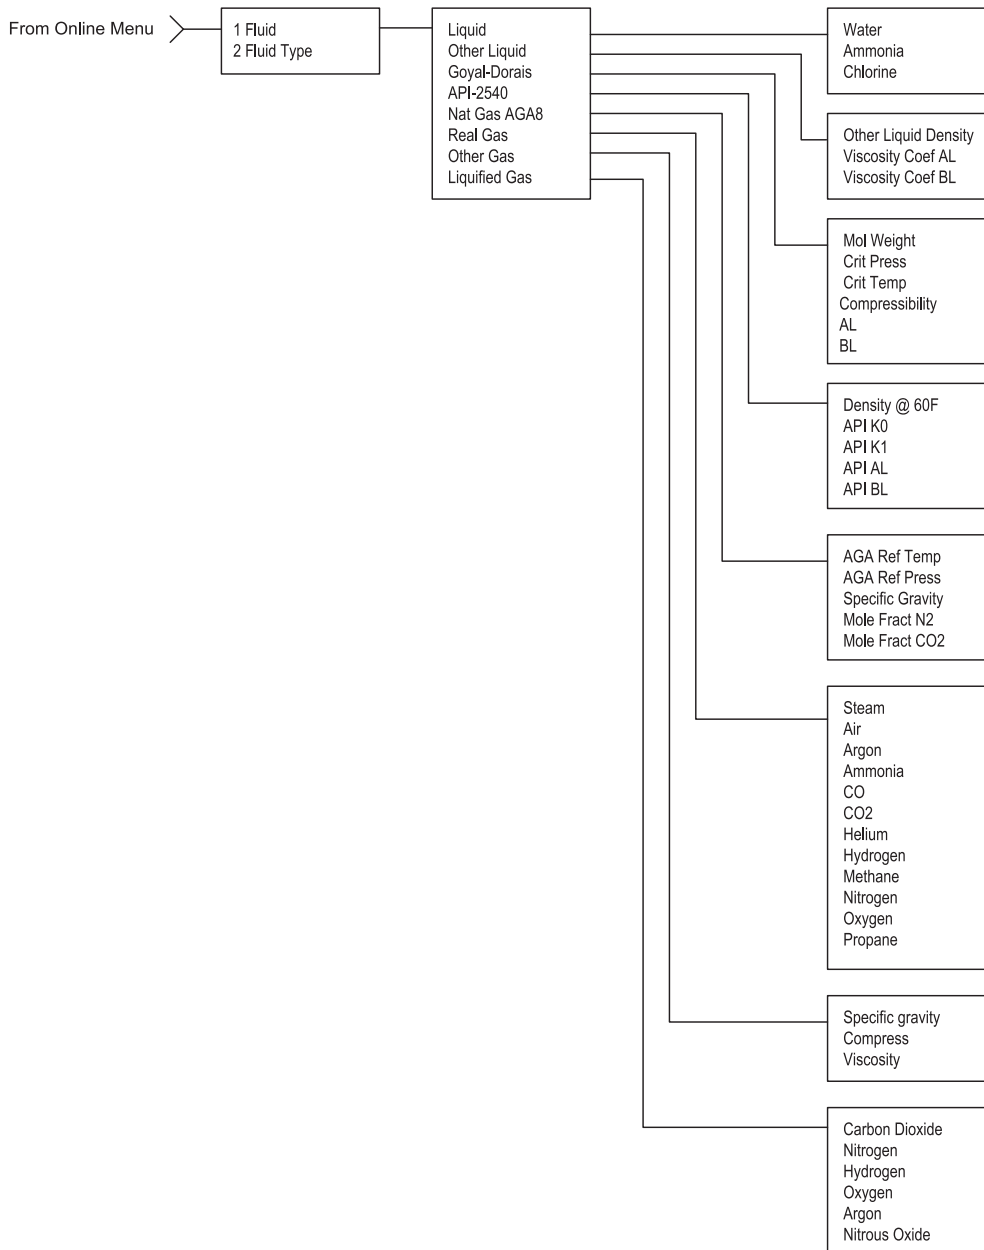 From Online Menu
1 Fluid
2 Fluid Type
Liquid
Other Liquid
Goyal-Dorais
API-2540
Nat Gas AGA8
Real Gas
Other Gas
Liquified Gas
Water
Ammonia
Chlorine
Other Liquid Density
Viscosity Coef AL
Viscosity Coef BL
Mol Weight
Crit Press
Crit Temp
Compressibility
AL
BL
Density @ 60F
API K0
API K1
API AL
API BL
AGA Ref Temp
AGA Ref Press
Specific Gravity
Mole Fract N2
Mole Fract CO2
Steam
Air
Argon
Ammonia
CO
CO2
Helium
Hydrogen
Methane
Nitrogen
Oxygen
Propane
Specific gravity
Compress
Viscosity
Carbon Dioxide
Nitrogen
Hydrogen
Oxygen
Argon
Nitrous Oxide